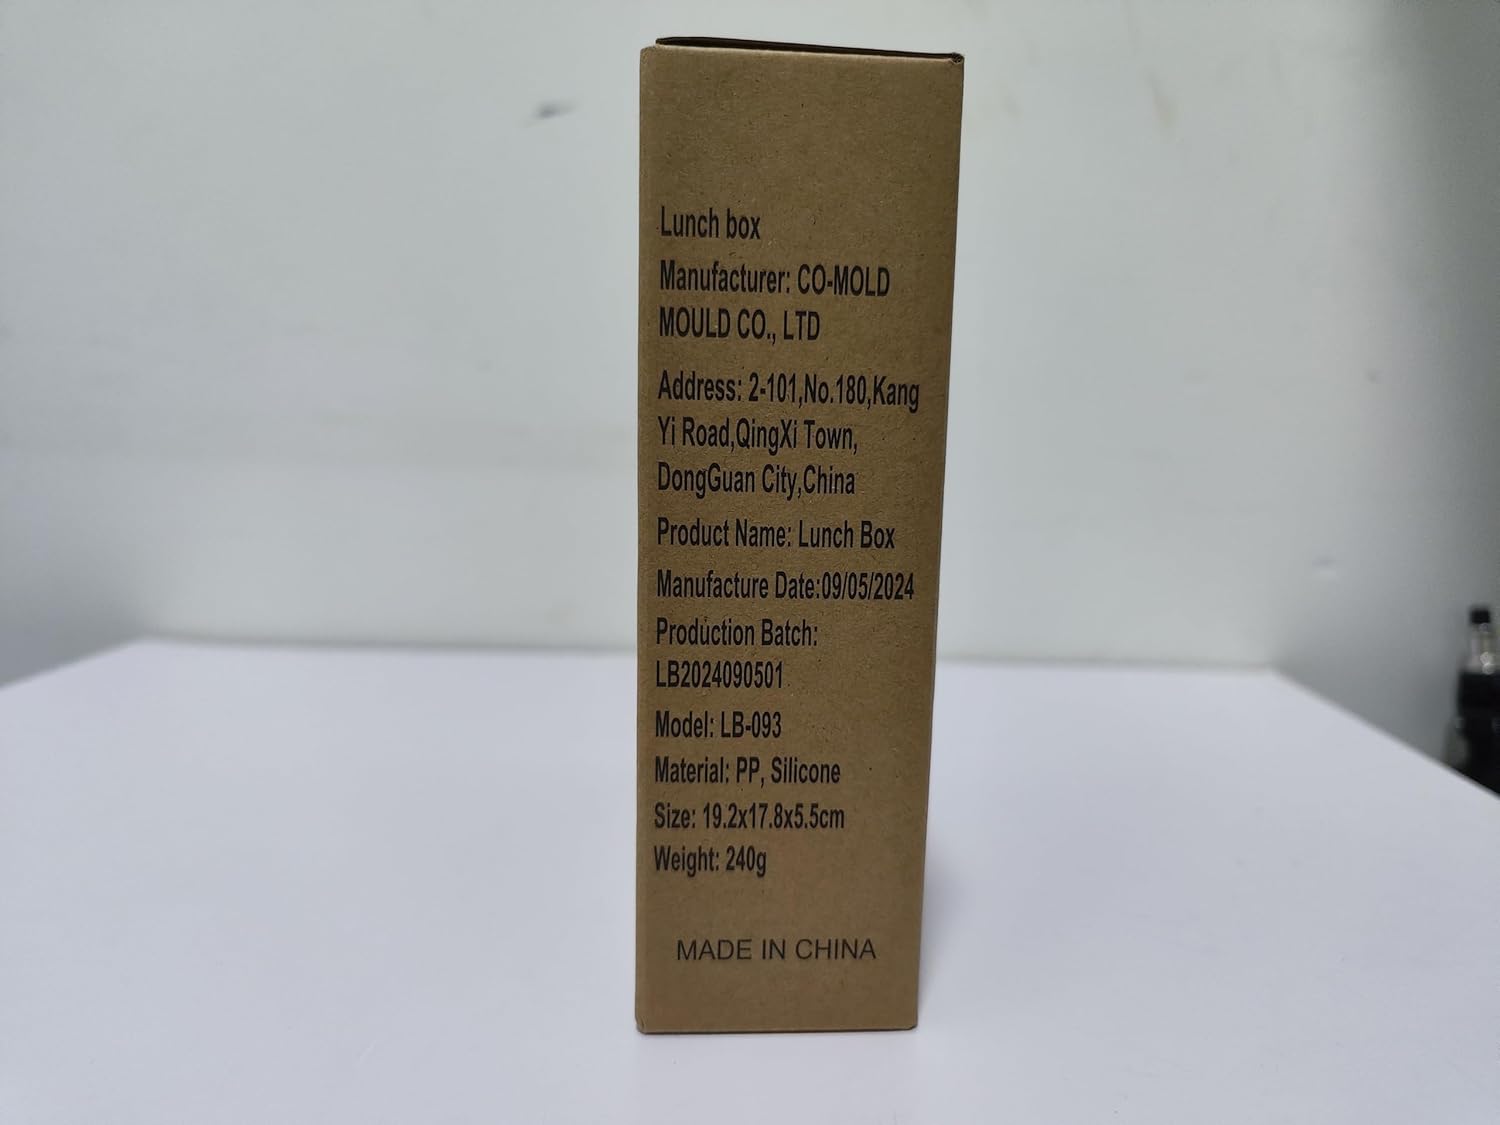 Lunch box
Manufacturer: CO-MOLD
MOULD CO., LTD
Address: 2-101,No.180,Kang
Yi Road,QingXi Town,
DongGuan City,China
Product Name: Lunch Box
Manufacture Date:09/05/2024
Production Batch:
LB2024090501
Model: LB-093
Material: PP, Silicone
Size: 19.2x17.8x5.5cm
Weight: 240g
MADE IN CHINA